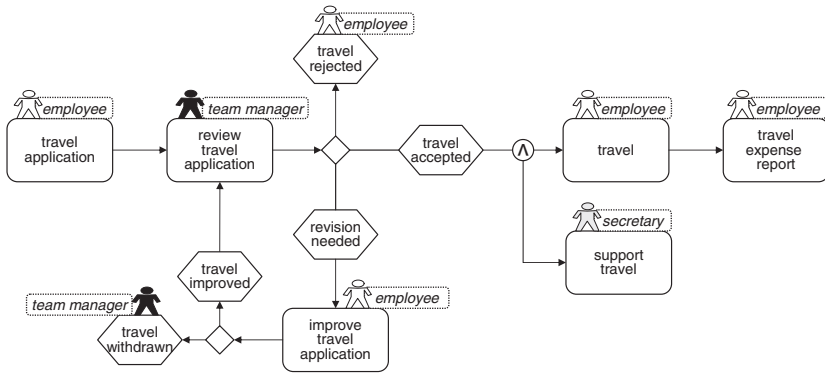 employee
travel
rejected
employee
travel
application
team manager
review
travel
application
travel
accepted
Λ
employee
travel
employee
travel
expense
report
revision
needed
secretary
support
travel
travel
improved
team manager
travel
withdrawn
employee
improve
travel
application